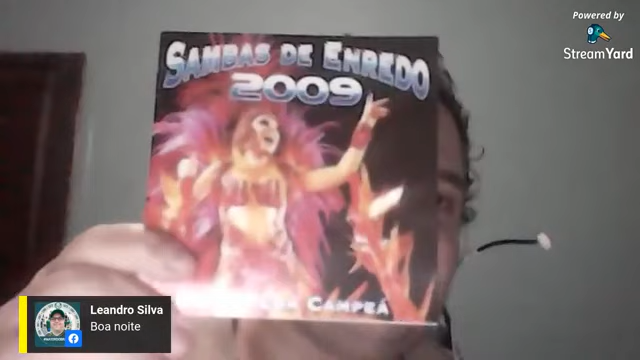 Powered by
StreamYard
SAMBAS DE ENREDO
2009
CAMPEÃ
Leandro Silva
Boa noite